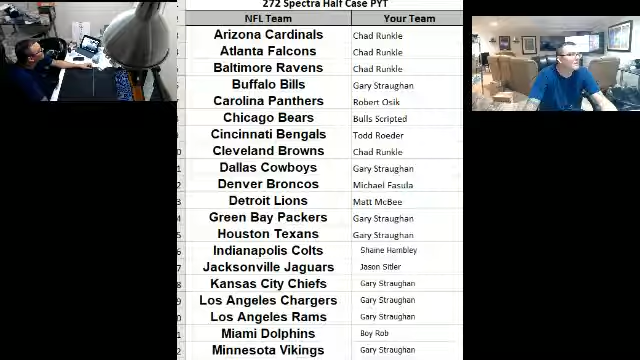 272 Spectra Half Case PYT
NFL Team Your Team
Arizona Cardinals Chad Runkle
Atlanta Falcons Chad Runkle
Baltimore Ravens Chad Runkle
Buffalo Bills Gary Straughan
Carolina Panthers Robert Osik
Chicago Bears Bulls Scripted
Cincinnati Bengals Todd Roeder
Cleveland Browns Chad Runkle
Dallas Cowboys Gary Straughan
Denver Broncos Michael Fasula
Detroit Lions Matt McBee
Green Bay Packers Gary Straughan
Houston Texans Gary Straughan
Indianapolis Colts Shaine Hambley
Jacksonville Jaguars Jason Sitler
Kansas City Chiefs Gary Straughan
Los Angeles Chargers Gary Straughan
Los Angeles Rams Gary Straughan
Miami Dolphins Boy Rob
Minnesota Vikings Gary Straughan